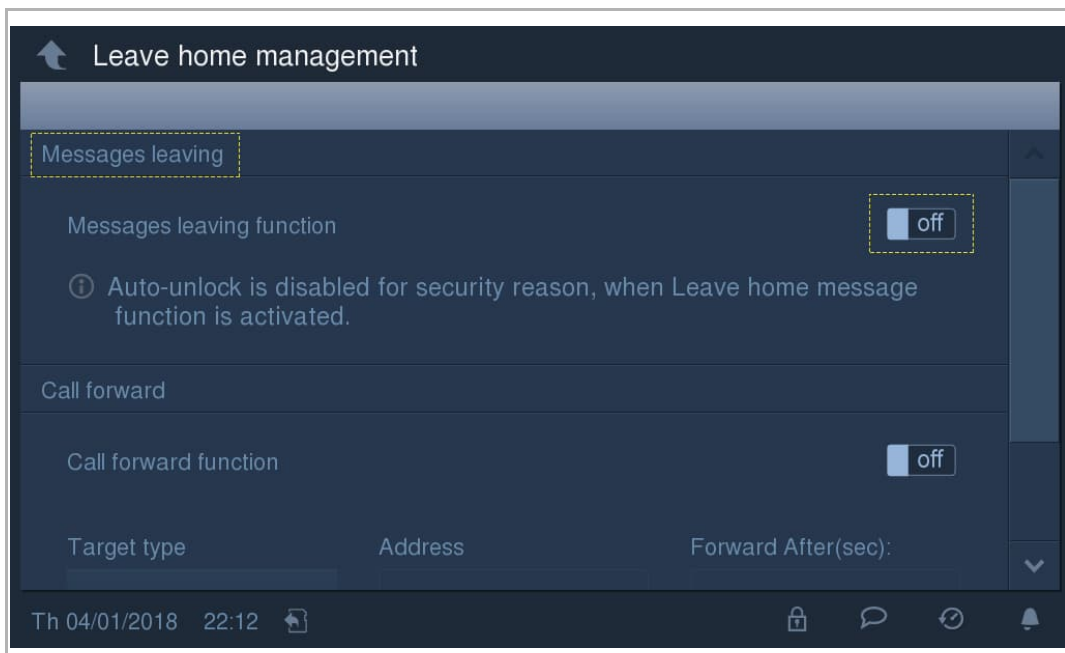 Leave home management
Messages leaving
Messages leaving function
off
Auto-unlock is disabled for security reason, when Leave home message
function is activated.
Call forward
Call forward function
off
Target type Address Forward After(sec):
Th 04/01/2018 22:12